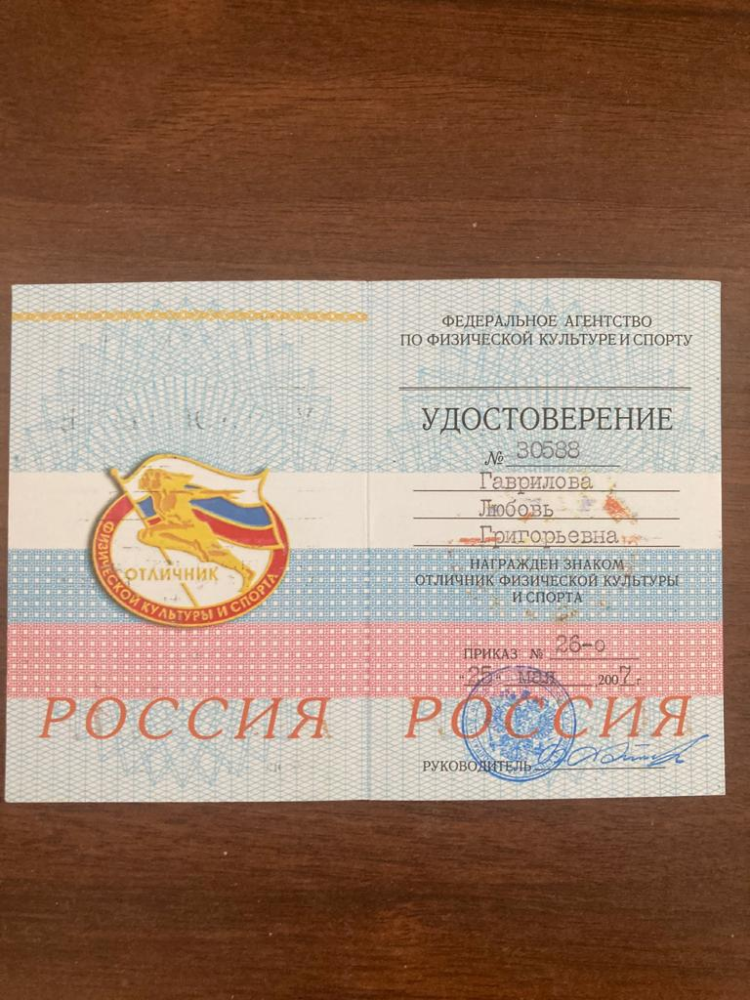 ОТЛИЧНИК
ФИЗИЧЕСКОЙ КУЛЬТУРЫ И СПОРТА
РОССИЯ
ФЕДЕРАЛЬНОЕ АГЕНТСТВО
ПО ФИЗИЧЕСКОЙ КУЛЬТУРЕ И СПОРТУ
УДОСТОВЕРЕНИЕ
№ 30588
Гаврилова
Любовь
Григорьевна
НАГРАЖДЕН ЗНАКОМ
ОТЛИЧНИК ФИЗИЧЕСКОЙ КУЛЬТУРЫ
И СПОРТА
ПРИКАЗ № 26-о
"25" мая 2007 г.
РОССИЯ
РУКОВОДИТЕЛЬ